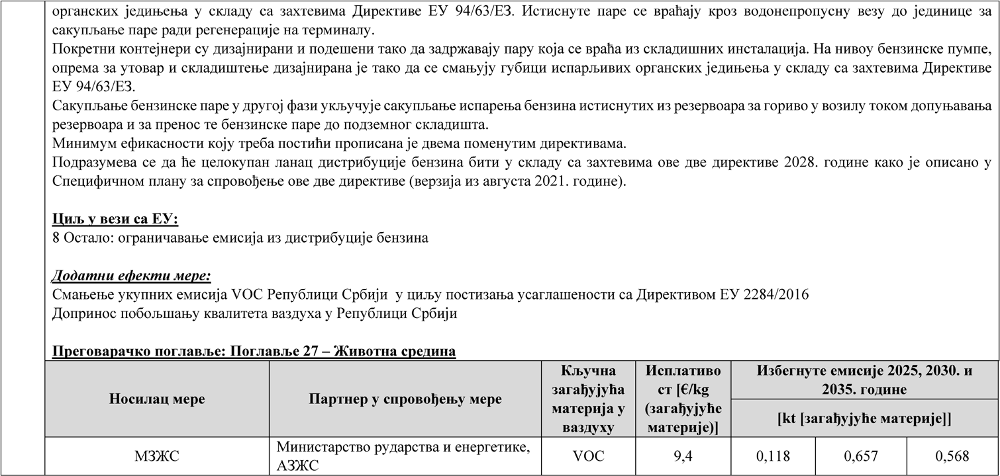 органских једињења у складу са захтевима Директиве ЕУ 94/63/ЕЗ. Истиснуте паре се враћају кроз водонепропусну везу до јединице за
сакупљање паре ради регенерације на терминалу.
Покретни контејнери су дизајнирани и подешени тако да задржавају пару која се враћа из складишних инсталација. На нивоу бензинске пумпе,
опрема за утовар и складиштење дизајнирана је тако да се смањују губици испарљивих органских једињења у складу са захтевима Директиве
ЕУ 94/63/ЕЗ.
Сакупљање бензинске паре у другој фази укључује сакупљање испарења бензина истиснутих из резервоара за гориво у возилу током допуњавања
резервоара и за пренос те бензинске паре до подземног складишта.
Минимум ефикасности коју треба постићи прописана је двема поменутим директивама.
Подразумева се да ће целокупан ланац дистрибуције бензина бити у складу са захтевима ове две директиве 2028. године како је описано у
Специфичном плану за спровођење ове две директиве (верзија из августа 2021. године).
Циљ у вези са ЕУ:
8 Остало: ограничавање емисија из дистрибуције бензина
Додатни ефекти мере:
Смањење укупних емисија VOC Републици Србији у циљу постизања усаглашености са Директивом ЕУ 2284/2016
Допринос побољшању квалитета ваздуха у Републици Србији
Преговарачко поглавље: Поглавље 27 – Животна средина
Носилац мере
Партнер у спровођењу мере
Кључна
загађујућа
материја у
ваздуху
Исплативо
ст [€/kg
(загађујуће
материје)]
Избегнуте емисије 2025, 2030. и
2035. године
[kt [загађујуће материје]]
МЗЖС
Министарство рударства и енергетике,
АЗЖС
VOC
9,4
0,118
0,657
0,568